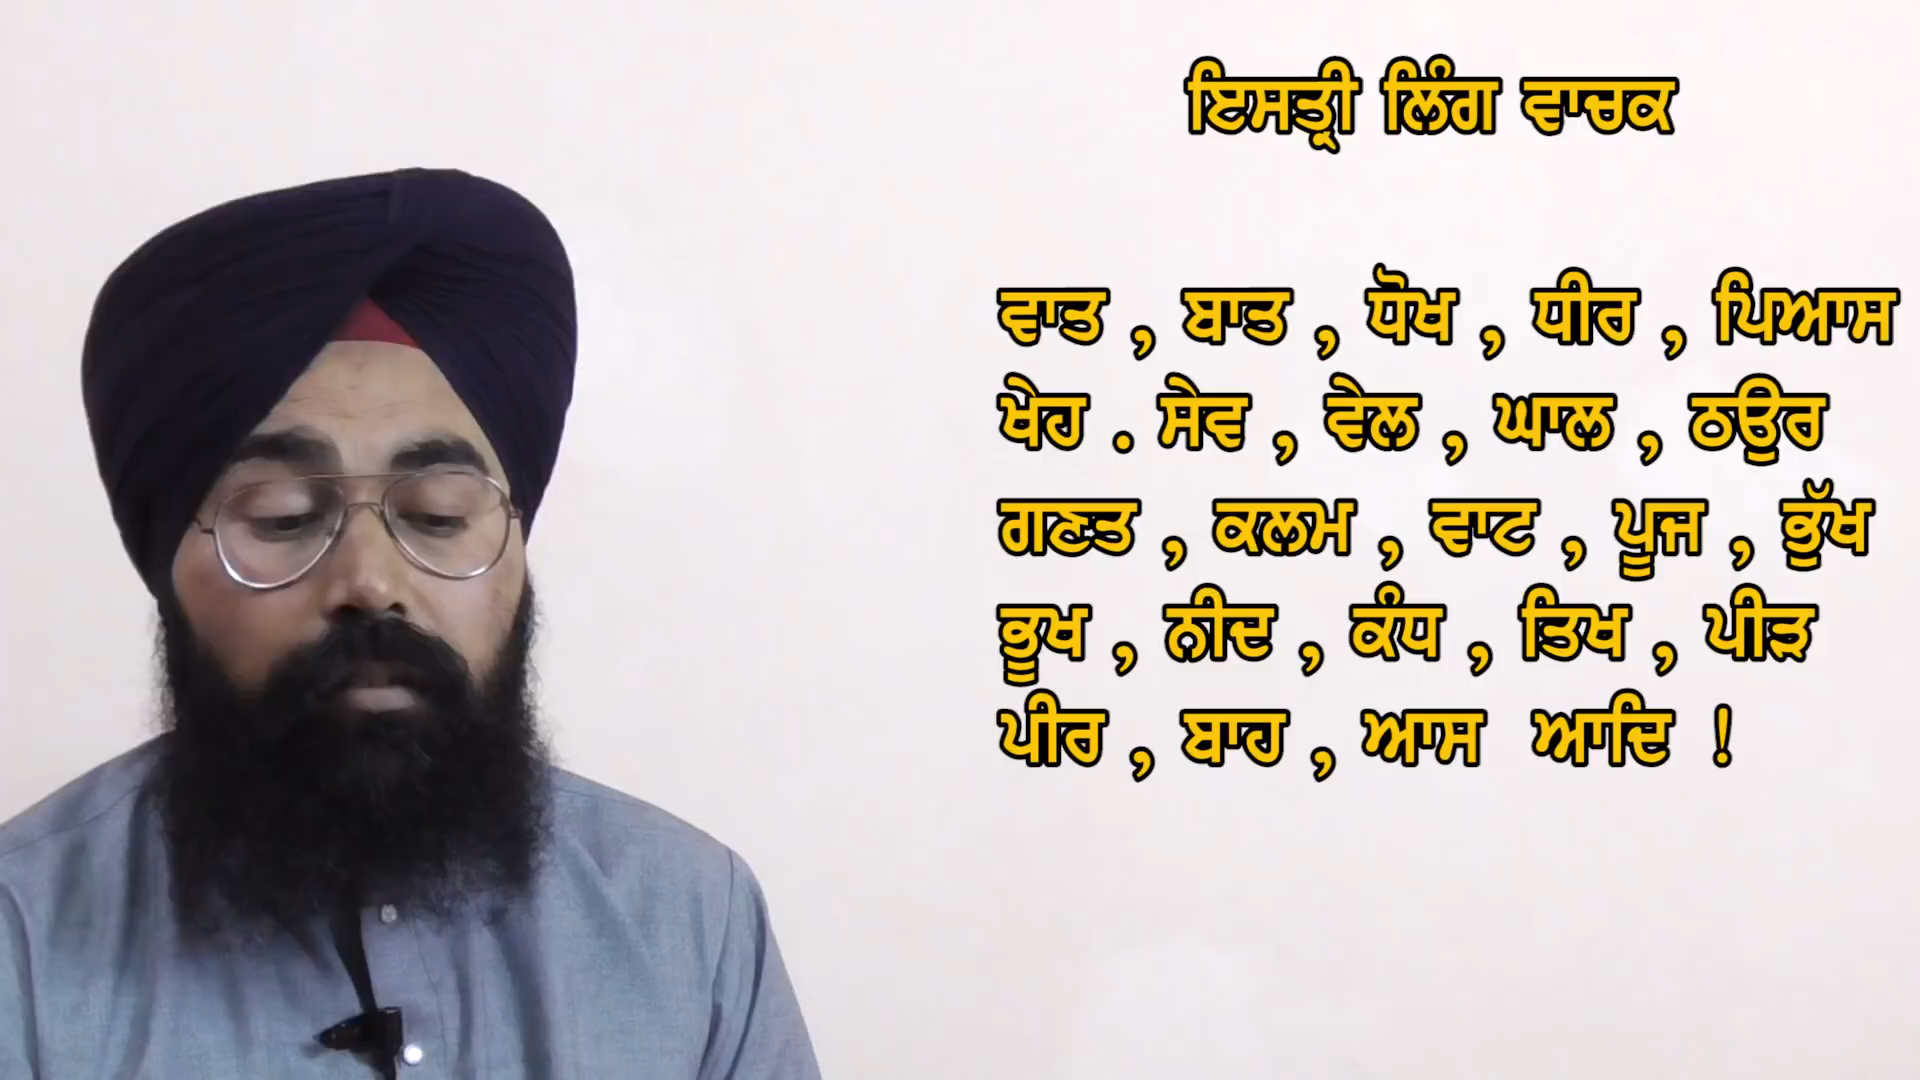 ਇਸਤ੍ਰੀ ਲਿੰਗ ਵਾਚਕ
ਵਾਤ , ਬਾਤ , ਧੋਖ , ਧੀਰ , ਪਿਆਸ
ਖੇਹ . ਸੇਵ , ਵੇਲ , ਘਾਲ , ਠਉਰ
ਗਣਤ , ਕਲਮ , ਵਾਟ , ਪੂਜ , ਭੁੱਖ
ਭੂਖ , ਨੀਦ , ਕੰਧ , ਤਿਖ , ਪੀੜ
ਪੀਰ , ਬਾਹ , ਆਸ ਆਦਿ !